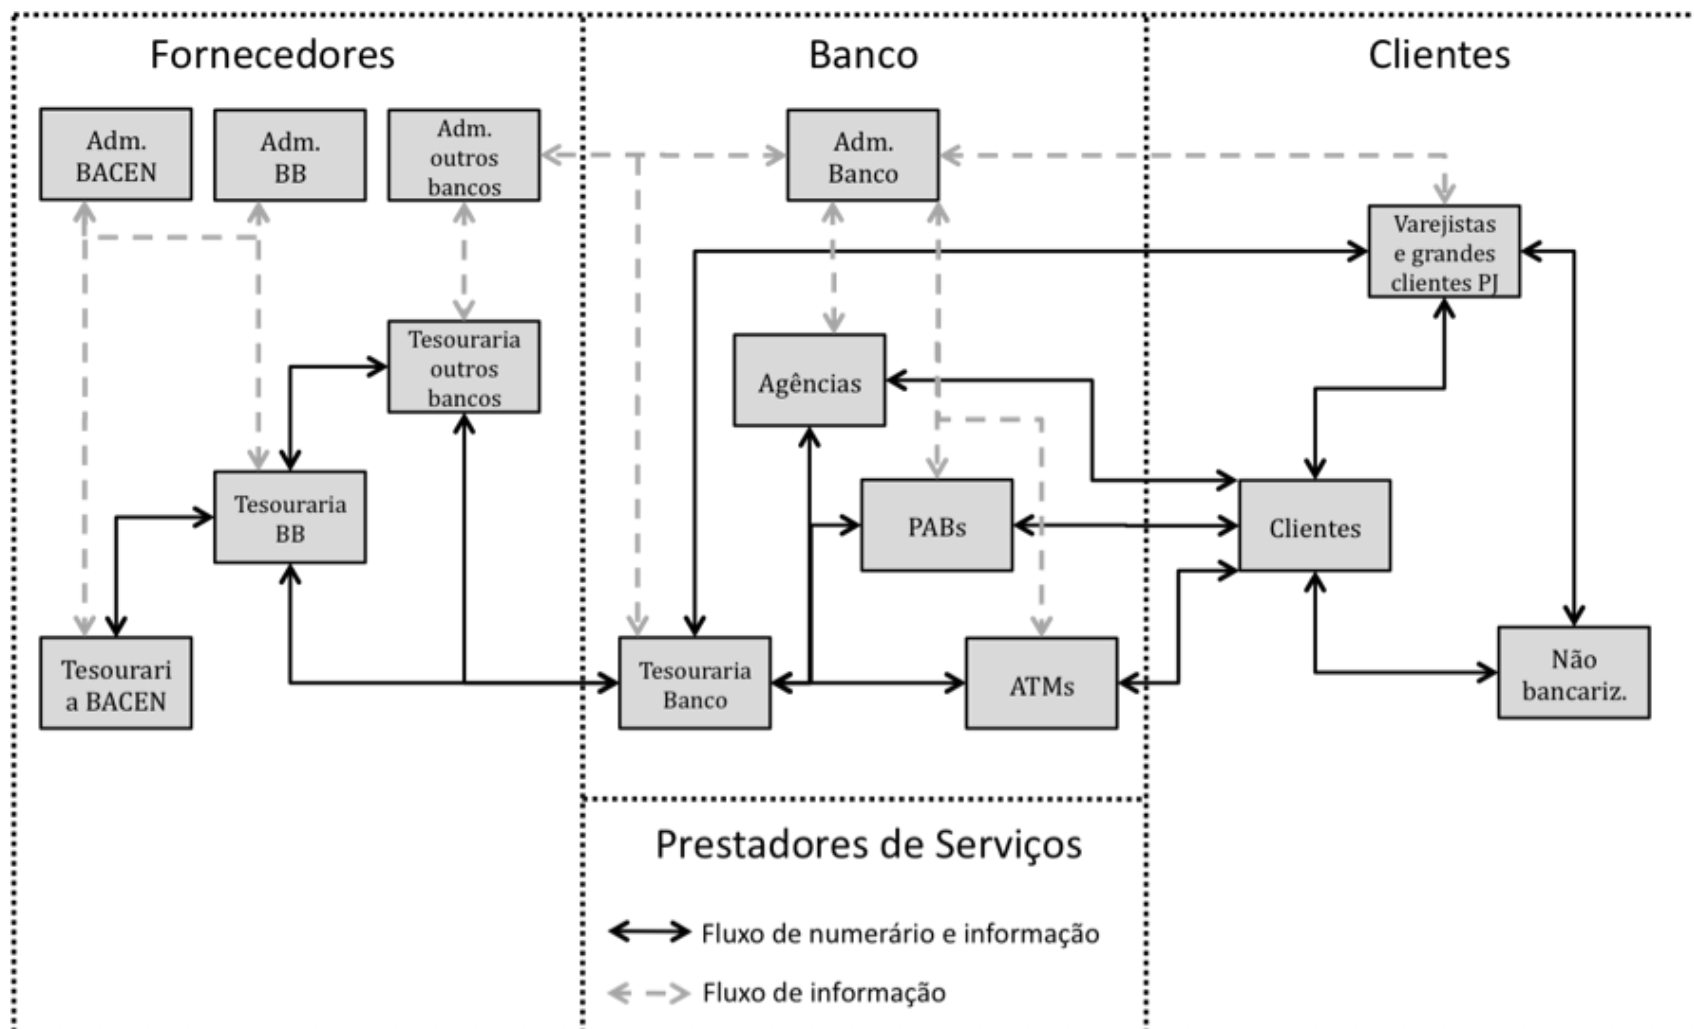 Fornecedores
Banco
Clientes
Adm.
BACEN
Adm.
BB
Adm.
outros
bancos
Adm.
Banco
Varejistas
e grandes
clientes PJ
Tesouraria
outros
bancos
Agências
Tesouraria
BB
PABs
Clientes
Tesourari
a BACEN
Tesouraria
Banco
ATMs
Não
bancariz.
Prestadores de Serviços
Fluxo de numerário e informação
Fluxo de informação